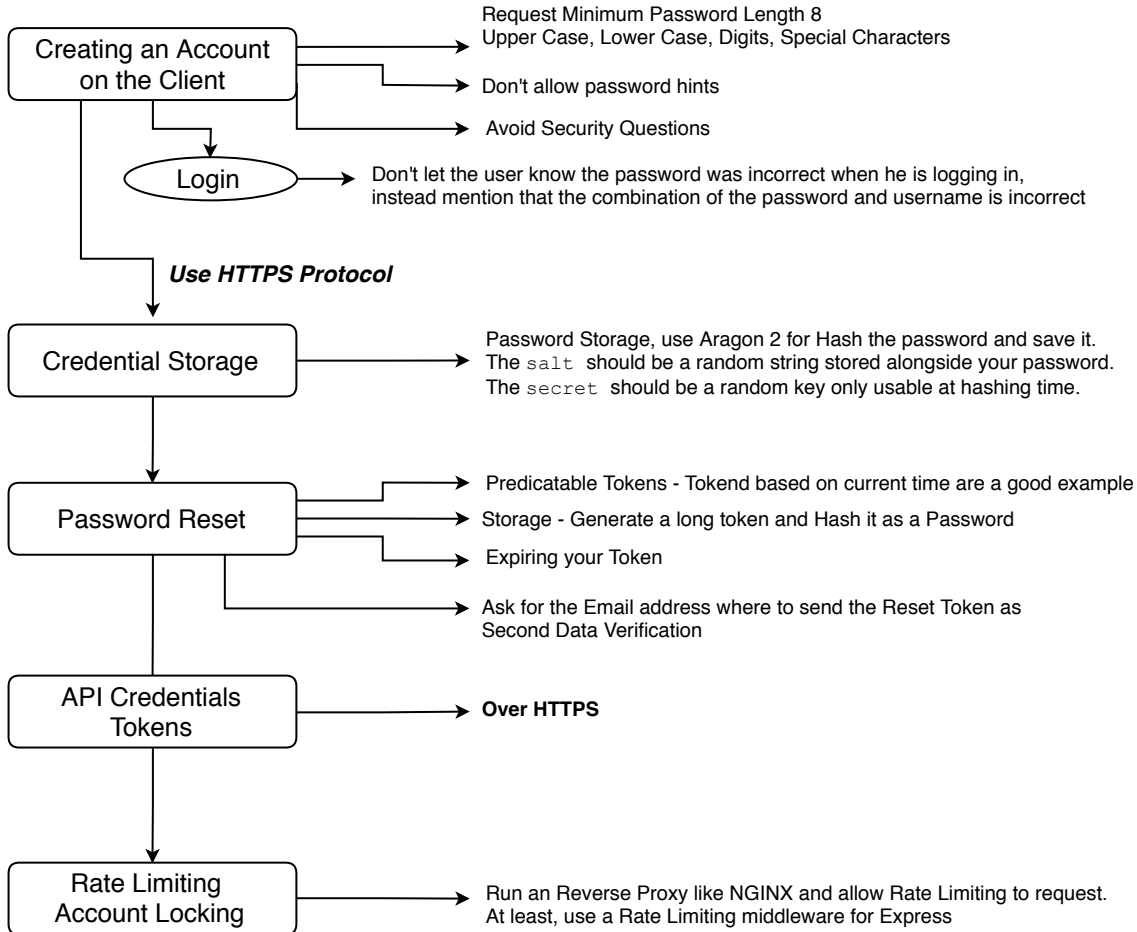 Creating an Account
on the Client
Request Minimum Password Length 8
Upper Case, Lower Case, Digits, Special Characters
Don't allow password hints
Avoid Security Questions
Login
Don't let the user know the password was incorrect when he is logging in,
instead mention that the combination of the password and username is incorrect
Use HTTPS Protocol
Credential Storage
Password Storage, use Aragon 2 for Hash the password and save it.
The salt should be a random string stored alongside your password.
The secret should be a random key only usable at hashing time.
Password Reset
Predicatable Tokens - Tokend based on current time are a good example
Storage - Generate a long token and Hash it as a Password
Expiring your Token
Ask for the Email address where to send the Reset Token as
Second Data Verification
API Credentials
Tokens
Over HTTPS
Rate Limiting
Account Locking
Run an Reverse Proxy like NGINX and allow Rate Limiting to request.
At least, use a Rate Limiting middleware for Express